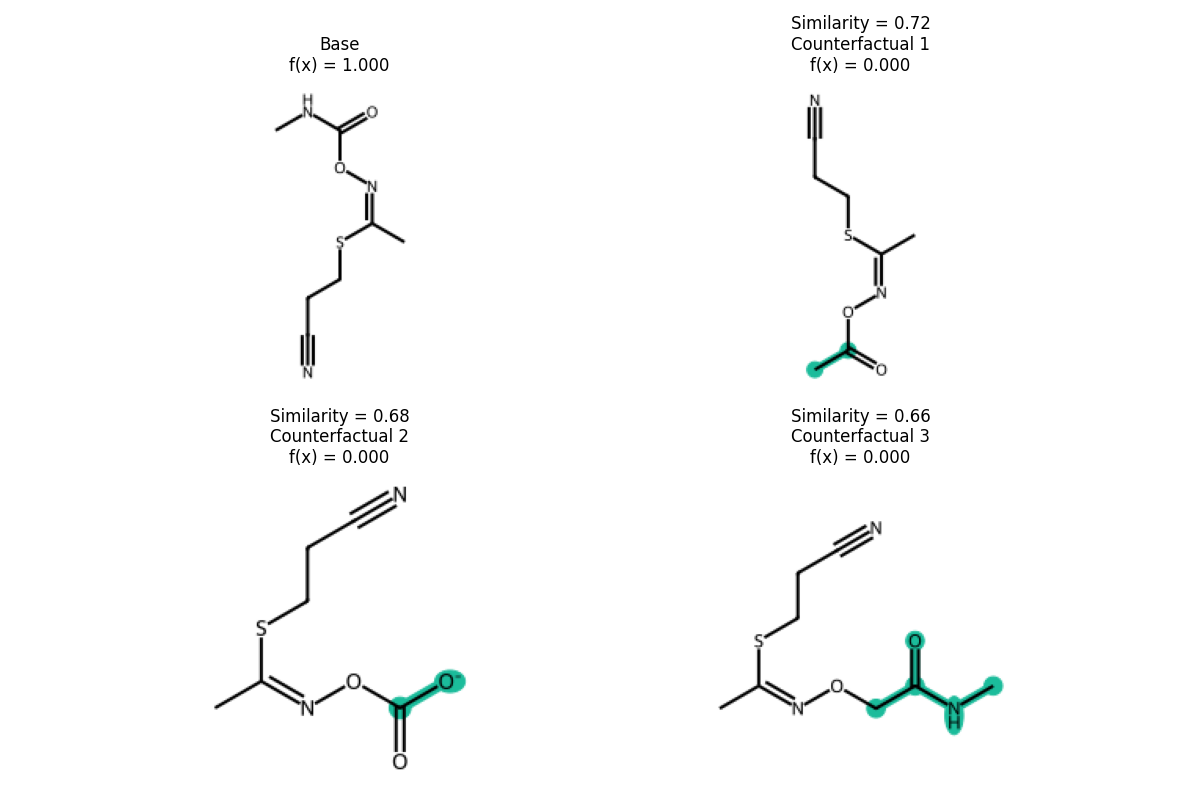 Base
f(x) = 1.000
H
N
O
O
N
S
N
Similarity = 0.72
Counterfactual 1
f(x) = 0.000
N
S
N
O
O
Similarity = 0.68
Counterfactual 2
f(x) = 0.000
N
S
O
O⁻
N
O
Similarity = 0.66
Counterfactual 3
f(x) = 0.000
N
S
O
O
N
N
H